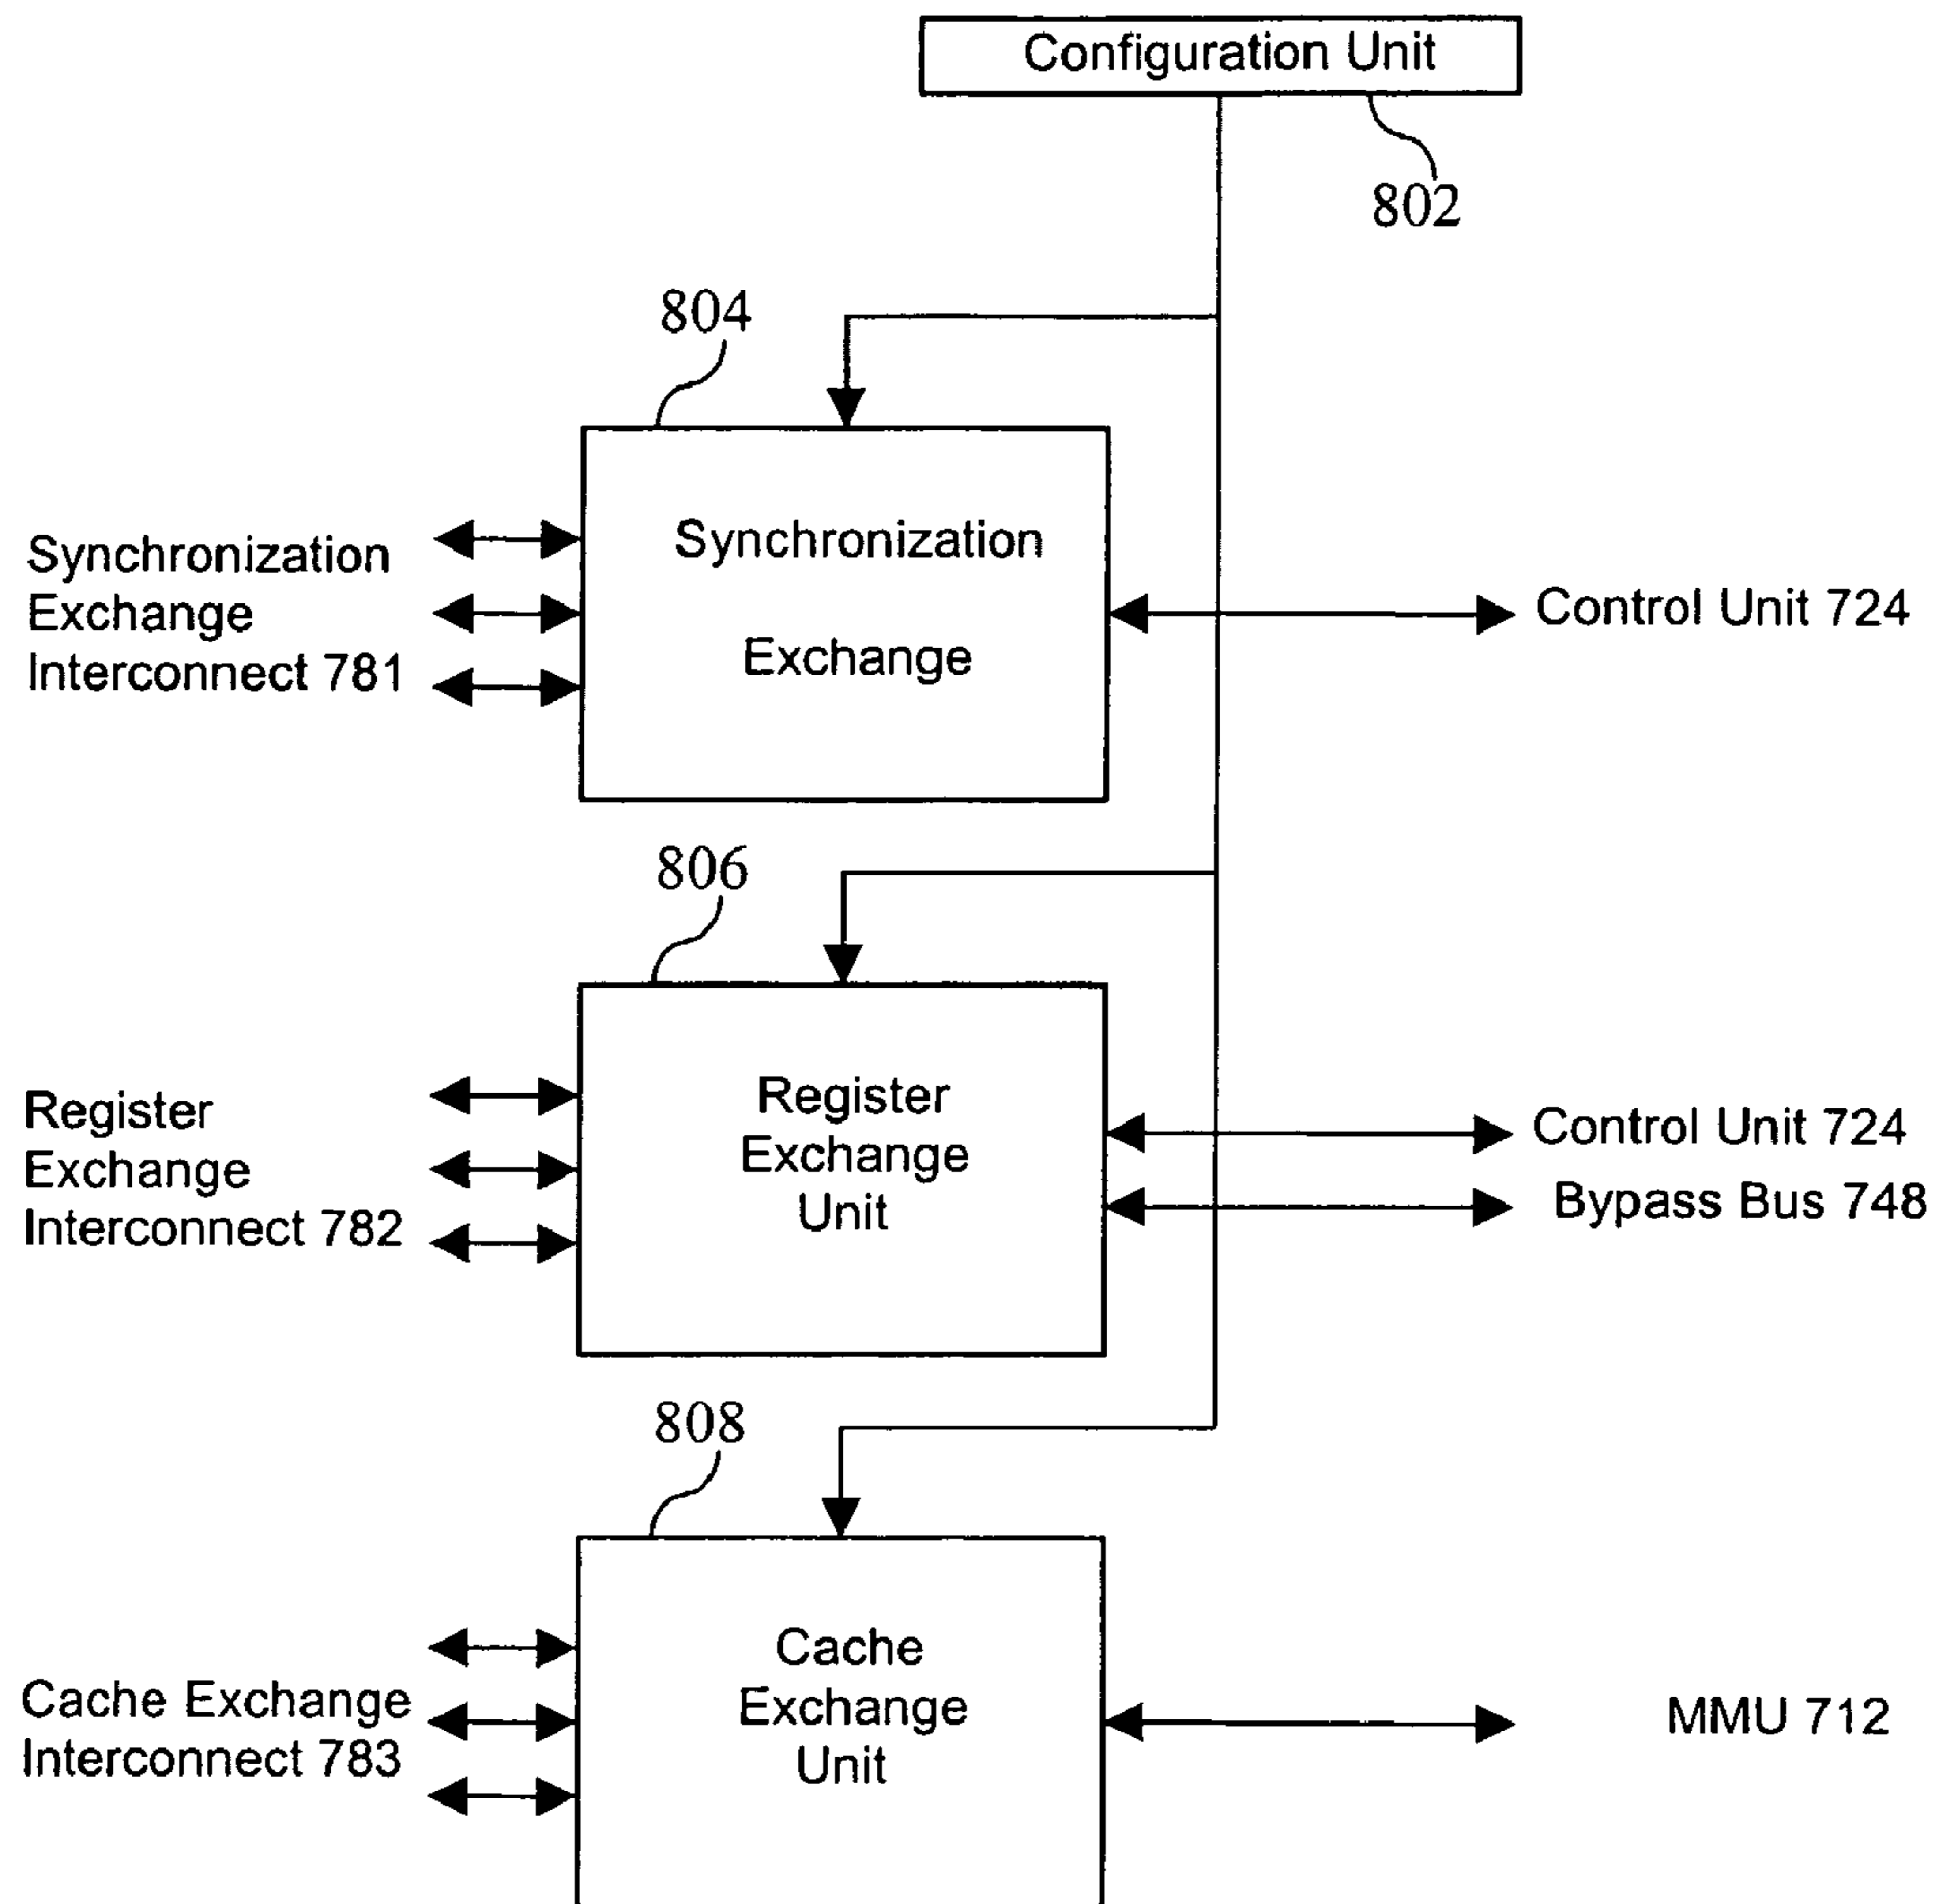 Configuration Unit
802
804
Synchronization
Exchange
Interconnect 781
Synchronization
Exchange
Control Unit 724
806
Register
Exchange
Interconnect 782
Register
Exchange
Unit
Control Unit 724
Bypass Bus 748
808
Cache Exchange
Interconnect 783
Cache
Exchange
Unit
MMU 712